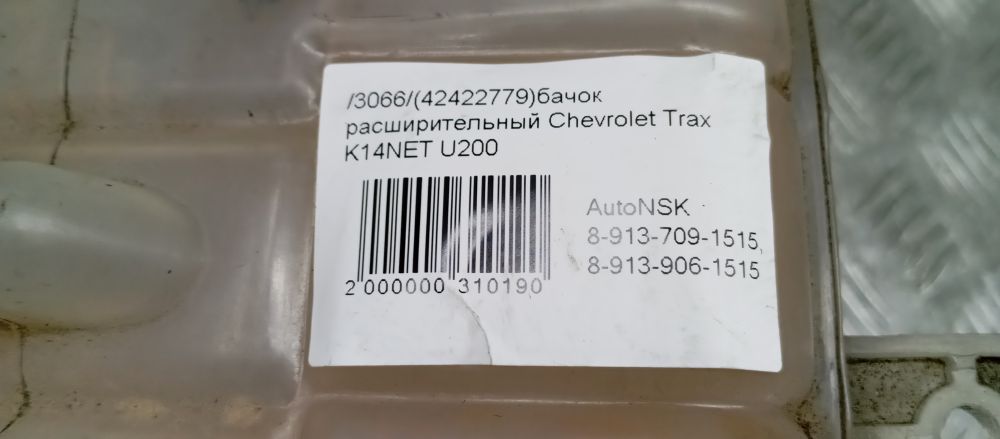 /3066/(42422779)бачок
расширительный Chevrolet Trax
K14NET U200
AutoNSK
8-913-709-1515,
8-913-906-1515
2 000000 310190